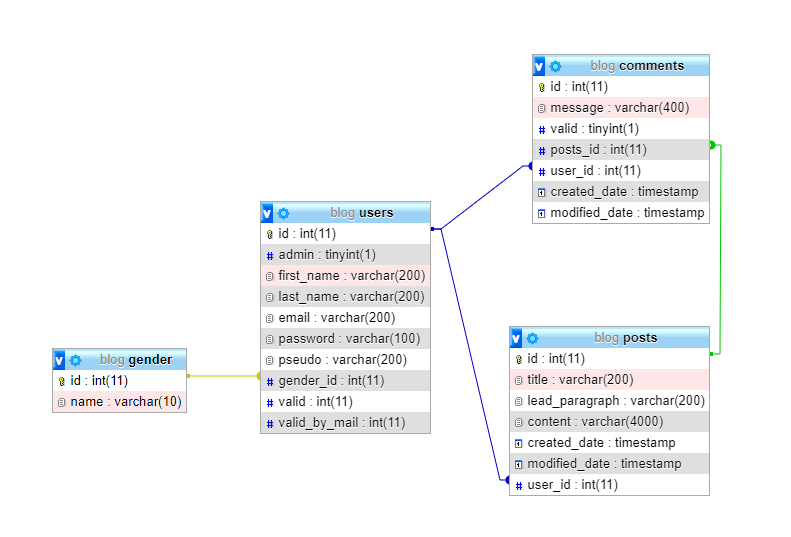 blog comments
id : int(11)
message : varchar(400)
valid : tinyint(1)
posts_id : int(11)
user_id : int(11)
created_date : timestamp
modified_date : timestamp
blog users
id : int(11)
admin : tinyint(1)
first_name : varchar(200)
last_name : varchar(200)
email : varchar(200)
password : varchar(100)
pseudo : varchar(200)
gender_id : int(11)
valid : int(11)
valid_by_mail : int(11)
blog gender
id : int(11)
name : varchar(10)
blog posts
id : int(11)
title : varchar(200)
lead_paragraph : varchar(200)
content : varchar(4000)
created_date : timestamp
modified_date : timestamp
user_id : int(11)